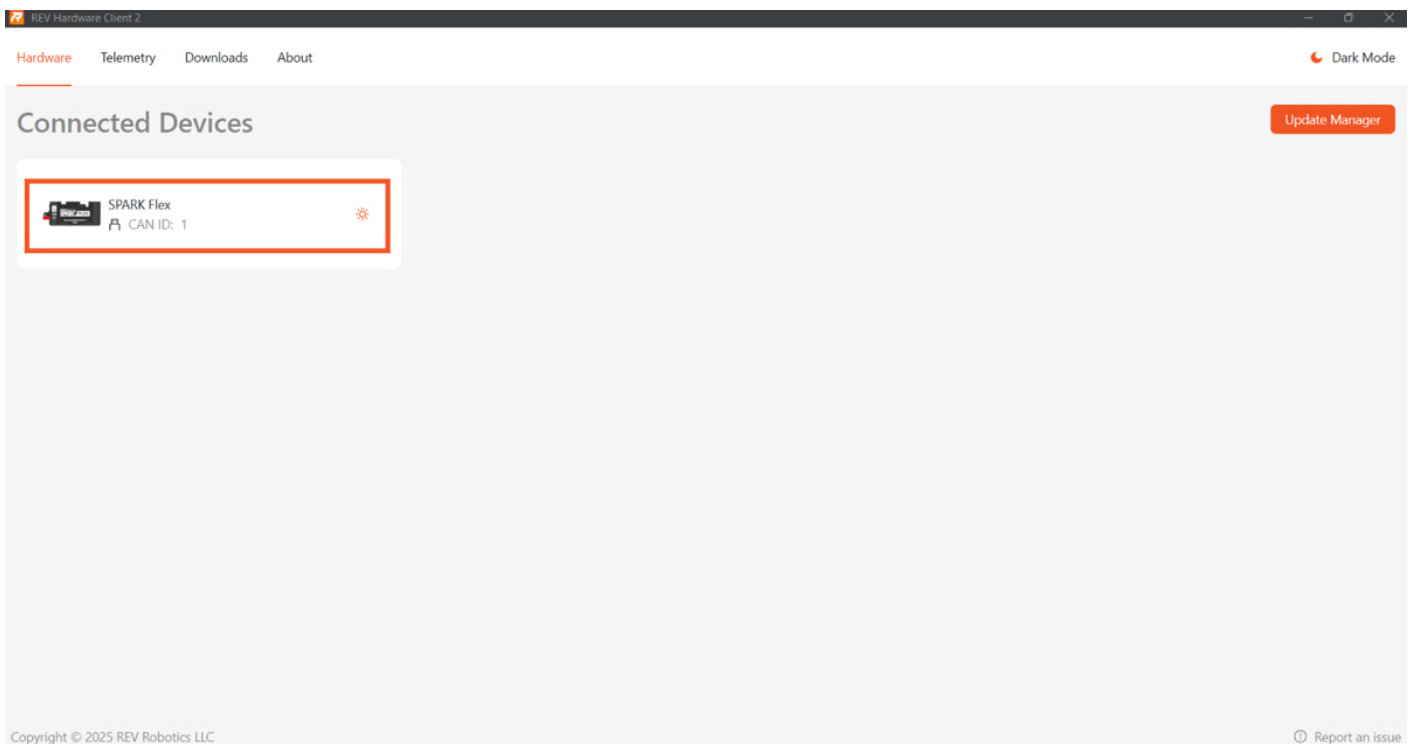 REV Hardware Client 2
Hardware Telemetry Downloads About Dark Mode
Connected Devices
Update Manager
SPARK Flex
CAN ID: 1
Copyright © 2025 REV Robotics LLC
Report an issue